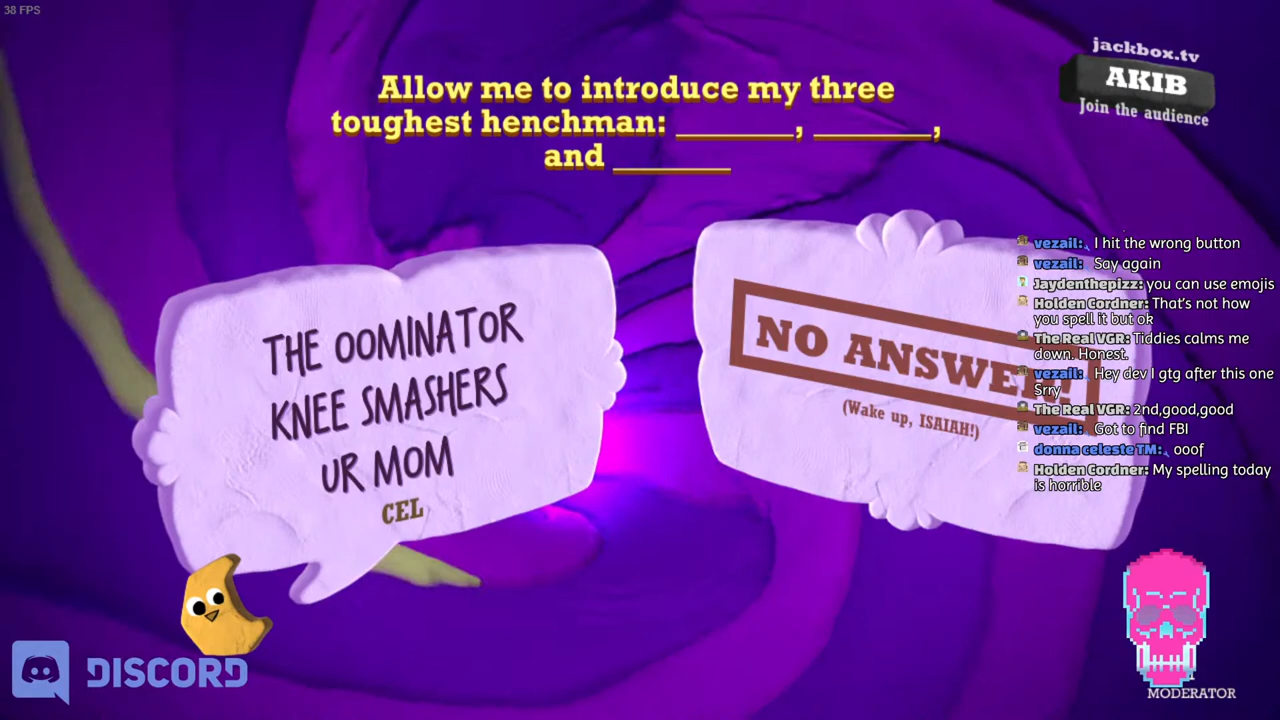 38 FPS
jackbox.tv
AKIB
Join the audience
Allow me to introduce my three
toughest henchman: ________, ________,
and ________
THE OOMINATOR
KNEE SMASHERS
UR MOM
CEL
NO ANSWER!
(Wake up, ISAIAH!)
vezail: I hit the wrong button
vezail: Say again
Jaydenthepizz: you can use emojis
Holden Cordner: That's not how
you spell it but ok
The Real VGR: Tiddies calms me
down. Honest.
vezail: Hey dev I gtg after this one
Srry
The Real VGR: 2nd,good,good
vezail: Got to find FBI
donna celeste TM: ooof
Holden Cordner: My spelling today
is horrible
DISCORD
MODERATOR